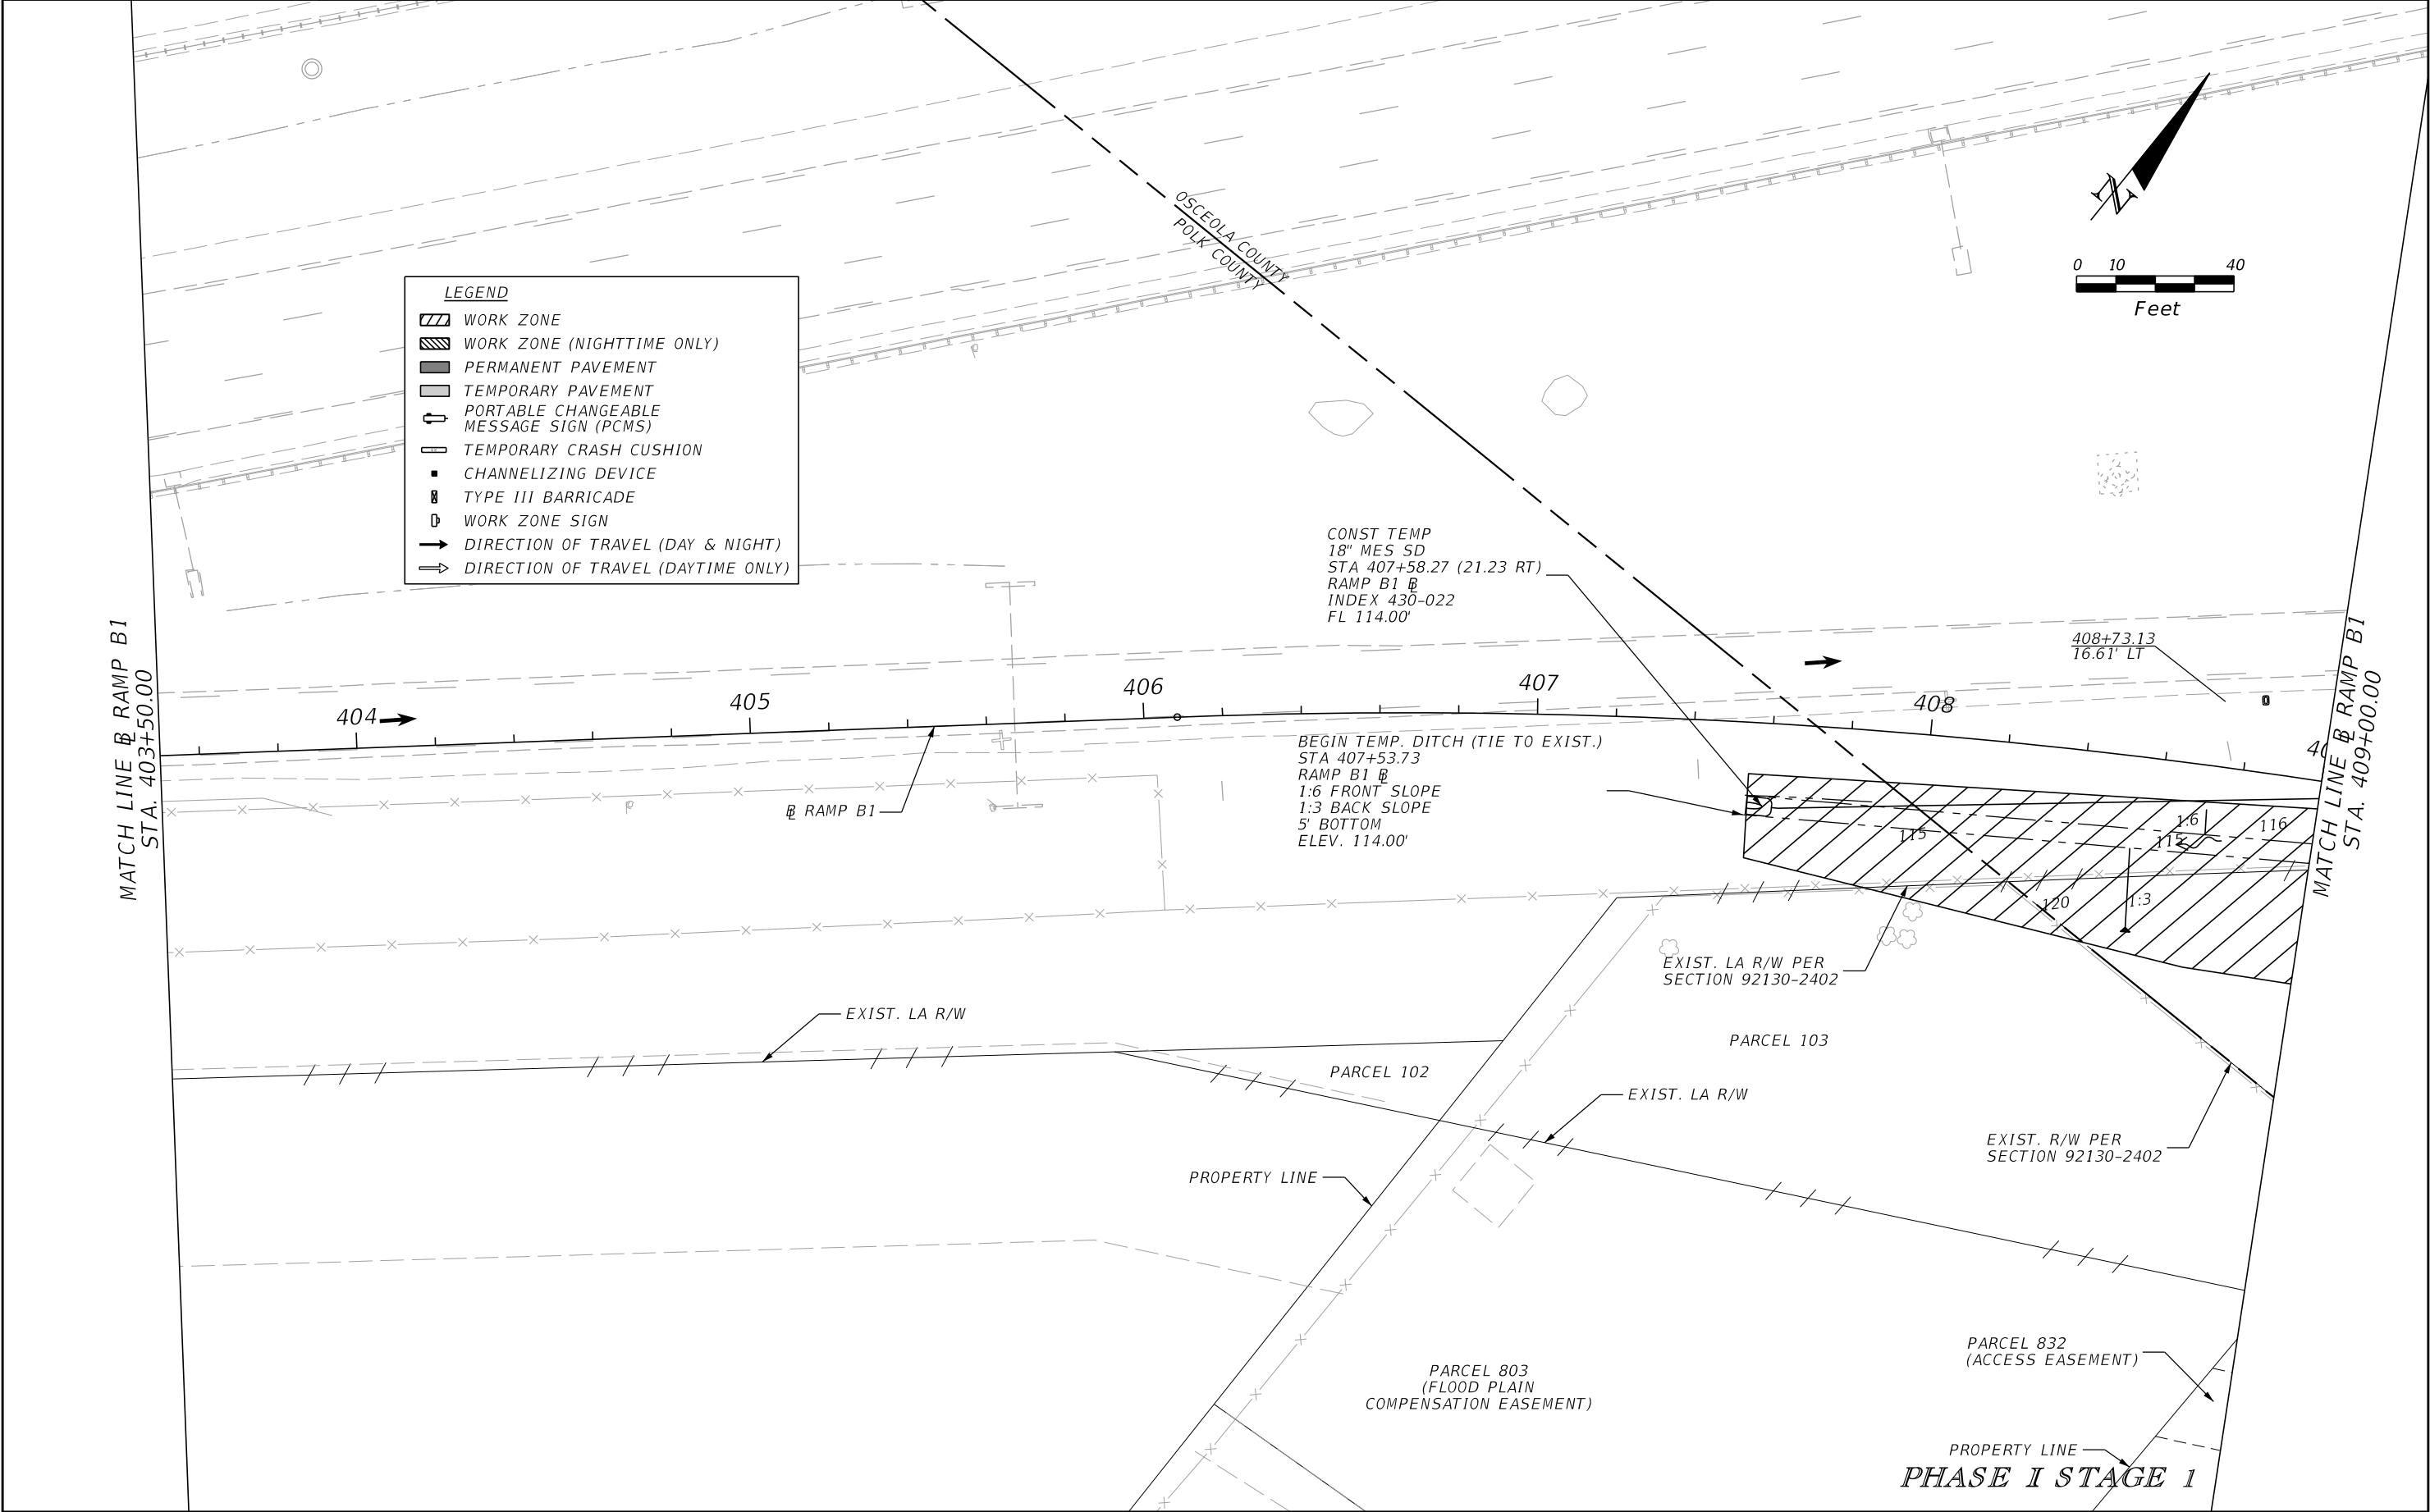 OSCEOLA COUNTY
POLK COUNTY
N
0 10 40
Feet
LEGEND
WORK ZONE
WORK ZONE (NIGHTTIME ONLY)
PERMANENT PAVEMENT
TEMPORARY PAVEMENT
PORTABLE CHANGEABLE
MESSAGE SIGN (PCMS)
TEMPORARY CRASH CUSHION
CHANNELIZING DEVICE
TYPE III BARRICADE
WORK ZONE SIGN
DIRECTION OF TRAVEL (DAY & NIGHT)
DIRECTION OF TRAVEL (DAYTIME ONLY)
CONST TEMP
18" MES SD
STA 407+58.27 (21.23 RT)
RAMP B1 BL
INDEX 430-022
FL 114.00'
408+73.13
16.61' LT
MATCH LINE BL RAMP B1
STA. 403+50.00
404
405
406
407
408
40
MATCH LINE BL RAMP B1
STA. 409+00.00
BEGIN TEMP. DITCH (TIE TO EXIST.)
STA 407+53.73
RAMP B1 BL
1:6 FRONT SLOPE
1:3 BACK SLOPE
5' BOTTOM
ELEV. 114.00'
BL RAMP B1
115
1:6
115
116
120
1:3
EXIST. LA R/W PER
SECTION 92130-2402
EXIST. LA R/W
PARCEL 103
PARCEL 102
EXIST. LA R/W
EXIST. R/W PER
SECTION 92130-2402
PROPERTY LINE
PARCEL 832
(ACCESS EASEMENT)
PARCEL 803
(FLOOD PLAIN
COMPENSATION EASEMENT)
PROPERTY LINE
PHASE I STAGE 1